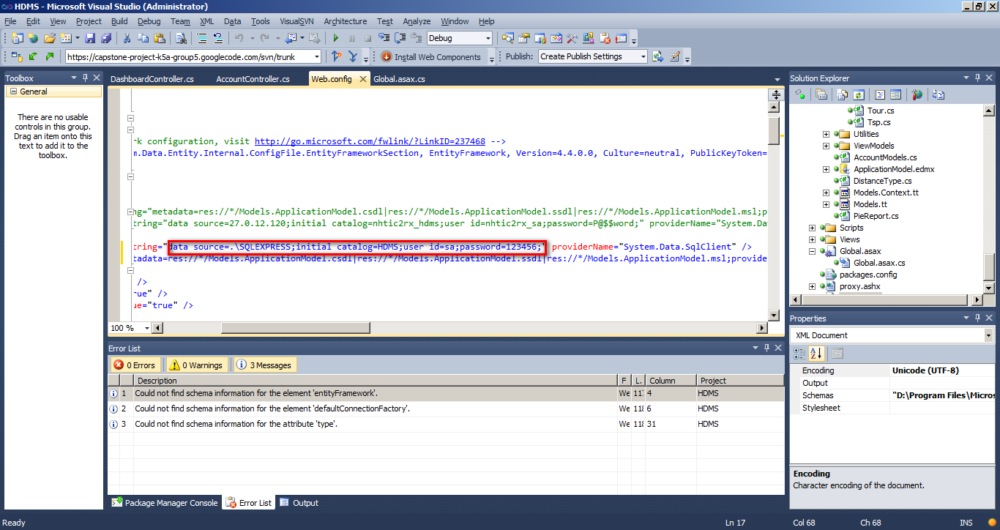 HDMS - Microsoft Visual Studio (Administrator)
File Edit View Project Build Debug Team XML Data Tools VisualSVN Architecture Test Analyze Window Help
Debug
https://capstone-project-k5a-group5.googlecode.com/svn/trunk Install Web Components Publish: Create Publish Settings
Toolbox
General
There are no usable
controls in this group.
Drag an item onto this
text to add it to the
toolbox.
DashboardController.cs AccountController.cs Web.config Global.asax.cs
rk configuration, visit http://go.microsoft.com/fwlink/?LinkID=237468 -->
m.Data.Entity.Internal.ConfigFile.EntityFrameworkSection, EntityFramework, Version=4.4.0.0, Culture=neutral, PublicKeyToken=
ng="metadata=res://*/Models.ApplicationModel.csdl|res://*/Models.ApplicationModel.ssdl|res://*/Models.ApplicationModel.msl;p
tring="data source=27.0.12.120;initial catalog=nhtic2rx_hdms;user id=nhtic2rx_sa;password=P@$$word;" providerName="System.Da
tring="data source=.\SQLEXPRESS;initial catalog=HDMS;user id=sa;password=123456;" providerName="System.Data.SqlClient" />
tadata=res://*/Models.ApplicationModel.csdl|res://*/Models.ApplicationModel.ssdl|res://*/Models.ApplicationModel.msl;provide
/>
rue" />
ue="true" />
100 %
Error List
0 Errors 0 Warnings 3 Messages
Description F L. Column Project
1 Could not find schema information for the element 'entityFramework'. We 117 4 HDMS
2 Could not find schema information for the element 'defaultConnectionFactory'. We 118 6 HDMS
3 Could not find schema information for the attribute 'type'. We 118 31 HDMS
Package Manager Console Error List Output
Solution Explorer
Tour.cs
Tsp.cs
Utilities
ViewModels
AccountModels.cs
ApplicationModel.edmx
DistanceType.cs
Models.Context.tt
Models.tt
PieReport.cs
Scripts
Views
Global.asax
Global.asax.cs
packages.config
proxy.ashx
Properties
XML Document
Encoding Unicode (UTF-8)
Output
Schemas "D:\Program Files\Micros
Stylesheet
Encoding
Character encoding of the document.
Ready Ln 17 Col 68 Ch 68 INS